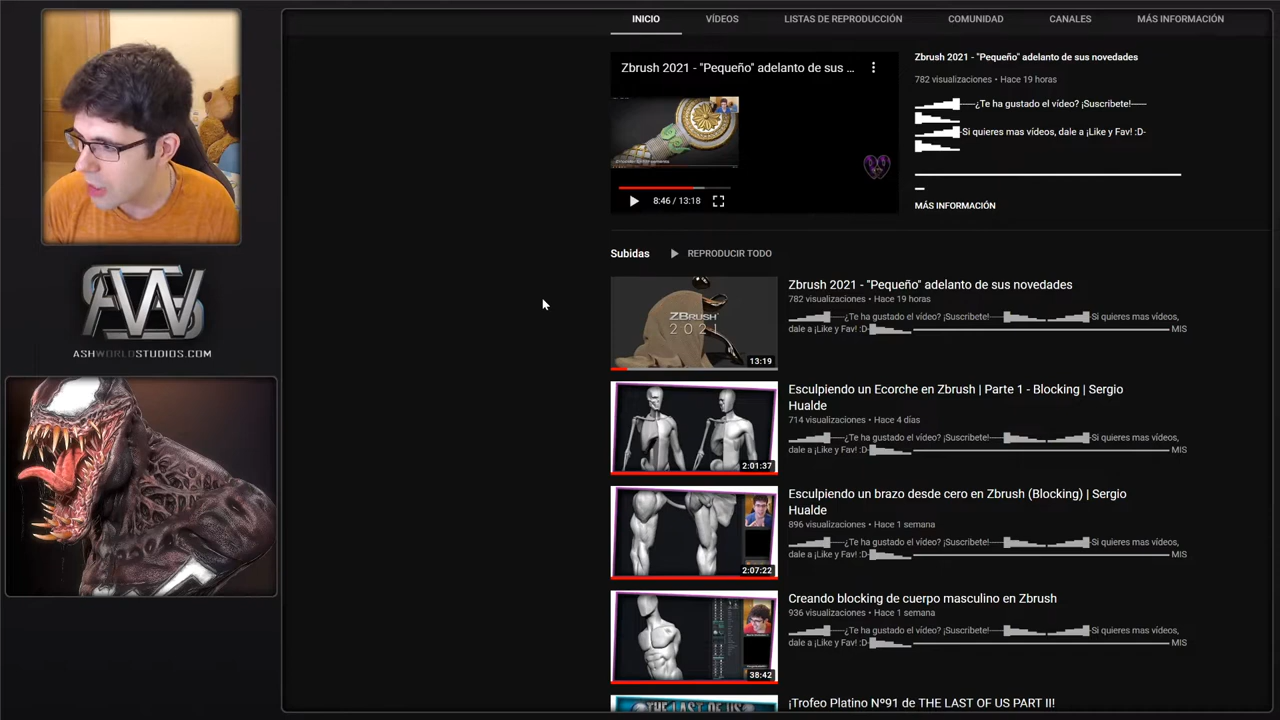 INICIO VÍDEOS LISTAS DE REPRODUCCIÓN COMUNIDAD CANALES MÁS INFORMACIÓN
Zbrush 2021 - "Pequeño" adelanto de sus ...
8:46 / 13:18
Zbrush 2021 - "Pequeño" adelanto de sus novedades
782 visualizaciones • Hace 19 horas
¿Te ha gustado el vídeo? ¡Suscribete!
Si quieres mas vídeos, dale a ¡Like y Fav! :D-
MÁS INFORMACIÓN
Subidas REPRODUCIR TODO
ZBRUSH
2021
13:19
Zbrush 2021 - "Pequeño" adelanto de sus novedades
782 visualizaciones • Hace 19 horas
¿Te ha gustado el vídeo? ¡Suscribete! Si quieres mas vídeos,
dale a ¡Like y Fav! :D MIS
2:01:37
Esculpiendo un Ecorche en Zbrush | Parte 1 - Blocking | Sergio
Hualde
714 visualizaciones • Hace 4 días
¿Te ha gustado el vídeo? ¡Suscribete! Si quieres mas vídeos,
dale a ¡Like y Fav! :D MIS
2:07:22
Esculpiendo un brazo desde cero en Zbrush (Blocking) | Sergio
Hualde
896 visualizaciones • Hace 1 semana
¿Te ha gustado el vídeo? ¡Suscribete! Si quieres mas vídeos,
dale a ¡Like y Fav! :D MIS
38:42
Creando blocking de cuerpo masculino en Zbrush
936 visualizaciones • Hace 1 semana
¿Te ha gustado el vídeo? ¡Suscribete! Si quieres mas vídeos,
dale a ¡Like y Fav! :D MIS
THE LAST OF US
¡Trofeo Platino Nº91 de THE LAST OF US PART II!
ASHWORLDSTUDIOS.COM